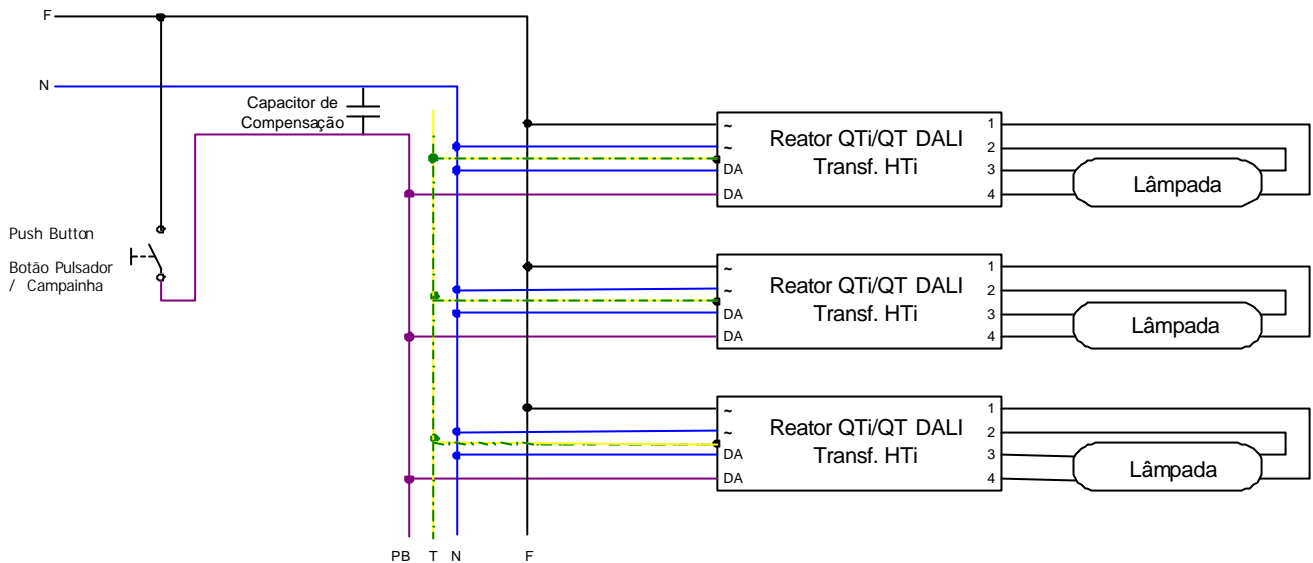 F
N
Capacitor de
Compensação
Push Button
Botão Pulsador
/ Campainha
~
~
DA
DA
Reator QTi/QT DALI
Transf. HTi
1
2
3
4
Lâmpada
~
~
DA
DA
Reator QTi/QT DALI
Transf. HTi
1
2
3
4
Lâmpada
~
~
DA
DA
Reator QTi/QT DALI
Transf. HTi
1
2
3
4
Lâmpada
PB T N F